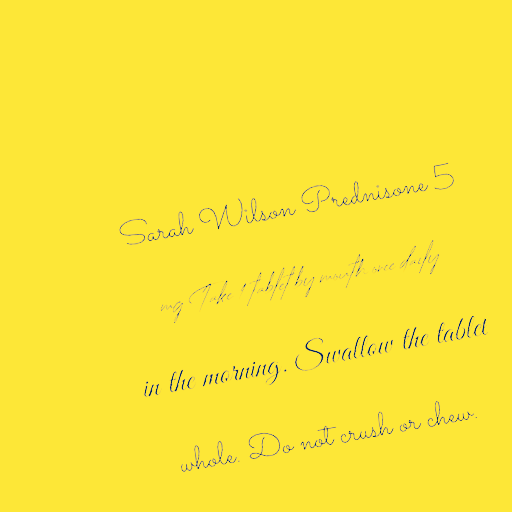 Sarah Wilson Prednisone 5
mg Take 1 tablet by mouth once daily
in the morning. Swallow the tablet
whole. Do not crush or chew.